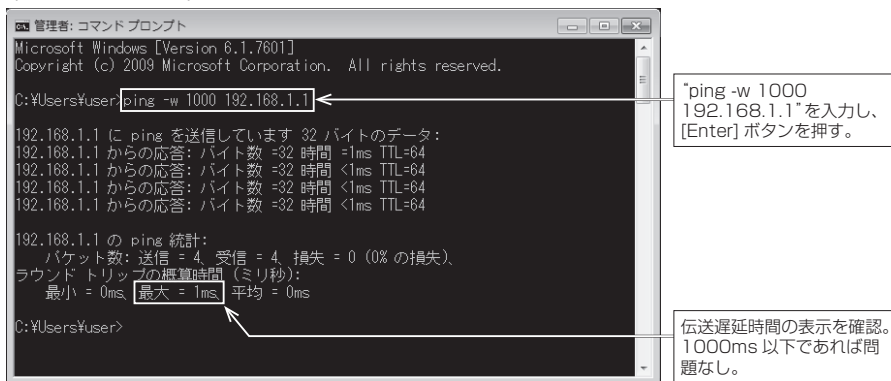 管理者: コマンド プロンプト
Microsoft Windows [Version 6.1.7601]
Copyright (c) 2009 Microsoft Corporation.  All rights reserved.
C:¥Users¥user>ping -w 1000 192.168.1.1
192.168.1.1 に ping を送信しています 32 バイトのデータ:
192.168.1.1 からの応答: バイト数 =32 時間 =1ms TTL=64
192.168.1.1 からの応答: バイト数 =32 時間 <1ms TTL=64
192.168.1.1 からの応答: バイト数 =32 時間 <1ms TTL=64
192.168.1.1 からの応答: バイト数 =32 時間 <1ms TTL=64
192.168.1.1 の ping 統計:
パケット数: 送信 = 4、受信 = 4、損失 = 0 (0% の損失)、
ラウンド トリップの概算時間 (ミリ秒):
最小 = 0ms、最大 = 1ms、平均 = 0ms
C:¥Users¥user>
“ping -w 1000
192.168.1.1”を入力し、
[Enter] ボタンを押す。
伝送遅延時間の表示を確認。
1000ms 以下であれば問
題なし。